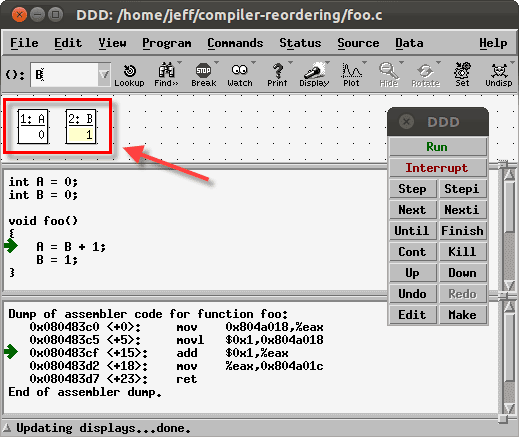 DDD: /home/jeff/compiler-reordering/foo.c
File Edit View Program Commands Status Source Data Help
(): B
Lookup Find>> Break Watch Print Display Plot Hide Rotate Set Undisp
1: A 2: B
0 1
DDD
Run
Interrupt
Step Stepi
Next Nexti
Until Finish
Cont Kill
Up Down
Undo Redo
Edit Make
int A = 0;
int B = 0;
void foo()
{
A = B + 1;
B = 1;
}
Dump of assembler code for function foo:
0x080483c0 <+0>: mov 0x804a018,%eax
0x080483c5 <+5>: movl $0x1,0x804a018
0x080483cf <+15>: add $0x1,%eax
0x080483d2 <+18>: mov %eax,0x804a01c
0x080483d7 <+23>: ret
End of assembler dump.
Updating displays...done.